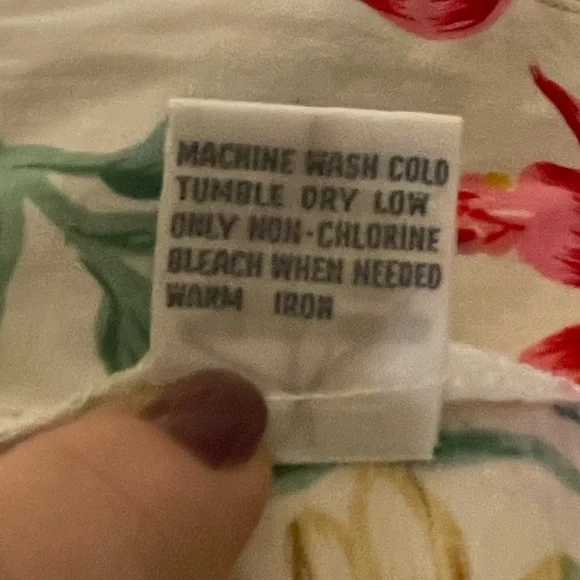 MACHINE WASH COLD
TUMBLE DRY LOW
ONLY NON-CHLORINE
BLEACH WHEN NEEDED
WARM IRON